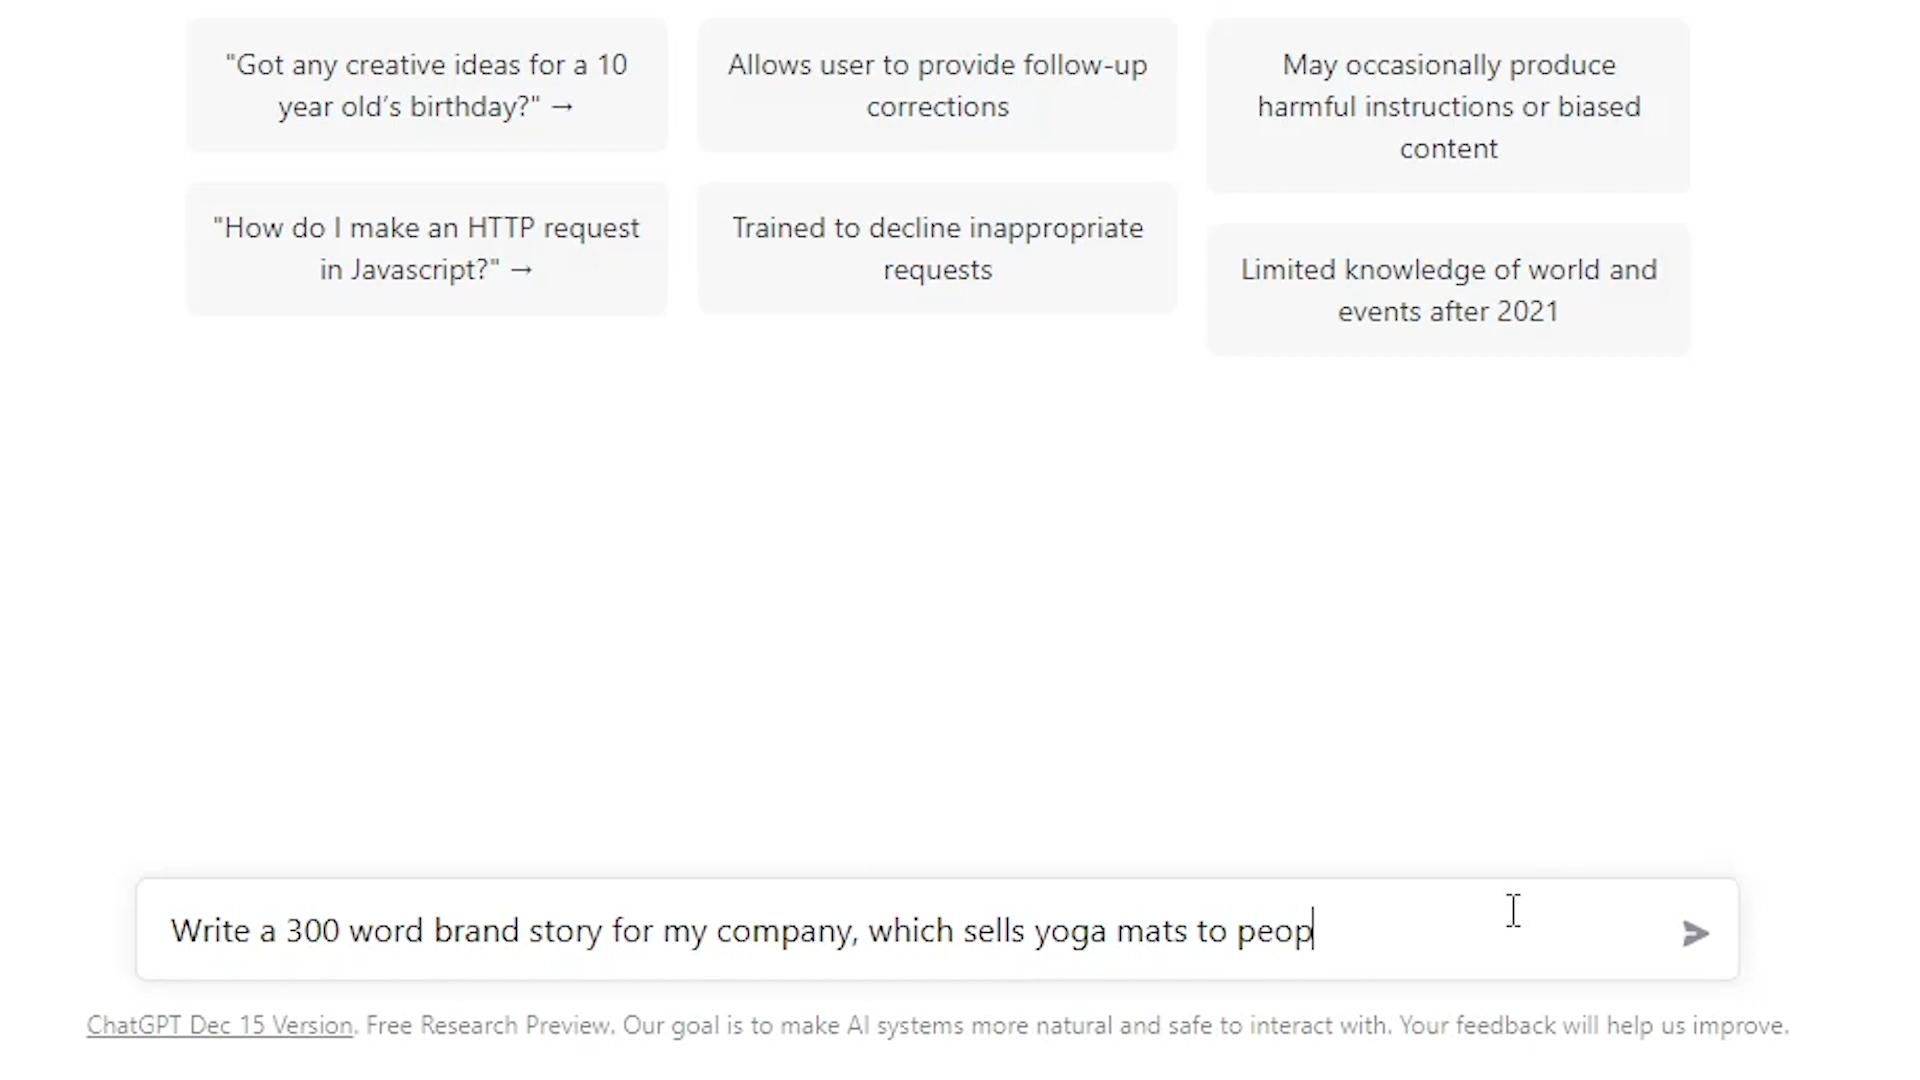 "Got any creative ideas for a 10
year old’s birthday?" →
Allows user to provide follow-up
corrections
May occasionally produce
harmful instructions or biased
content
"How do I make an HTTP request
in Javascript?" →
Trained to decline inappropriate
requests
Limited knowledge of world and
events after 2021
Write a 300 word brand story for my company, which sells yoga mats to peop
ChatGPT Dec 15 Version. Free Research Preview. Our goal is to make AI systems more natural and safe to interact with. Your feedback will help us improve.